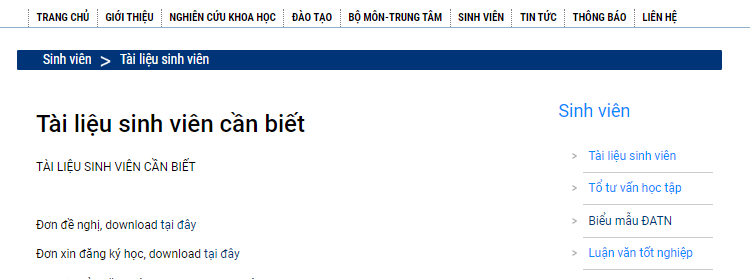 TRANG CHỦ GIỚI THIỆU NGHIÊN CỨU KHOA HỌC ĐÀO TẠO BỘ MÔN-TRUNG TÂM SINH VIÊN TIN TỨC THÔNG BÁO LIÊN HỆ
Sinh viên > Tài liệu sinh viên
Tài liệu sinh viên cần biết
TÀI LIỆU SINH VIÊN CẦN BIẾT
Đơn đề nghị, download tại đây
Đơn xin đăng ký học, download tại đây
Sinh viên
> Tài liệu sinh viên
> Tổ tư vấn học tập
> Biểu mẫu ĐATN
> Luận văn tốt nghiệp